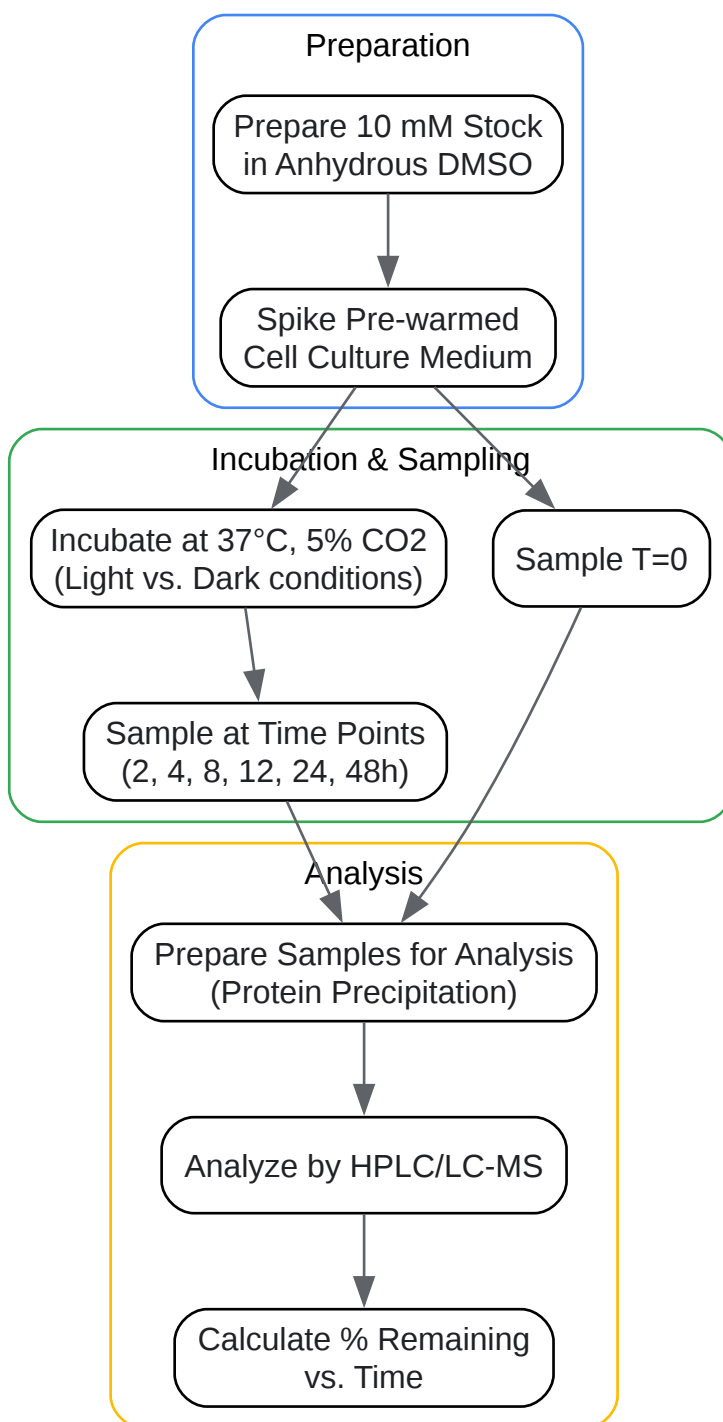 Preparation
Prepare 10 mM Stock
in Anhydrous DMSO
Spike Pre-warmed
Cell Culture Medium
Incubation & Sampling
Incubate at 37°C, 5% CO2
(Light vs. Dark conditions)
Sample T=0
Sample at Time Points
(2, 4, 8, 12, 24, 48h)
Analysis
Prepare Samples for Analysis
(Protein Precipitation)
Analyze by HPLC/LC-MS
Calculate % Remaining
vs. Time